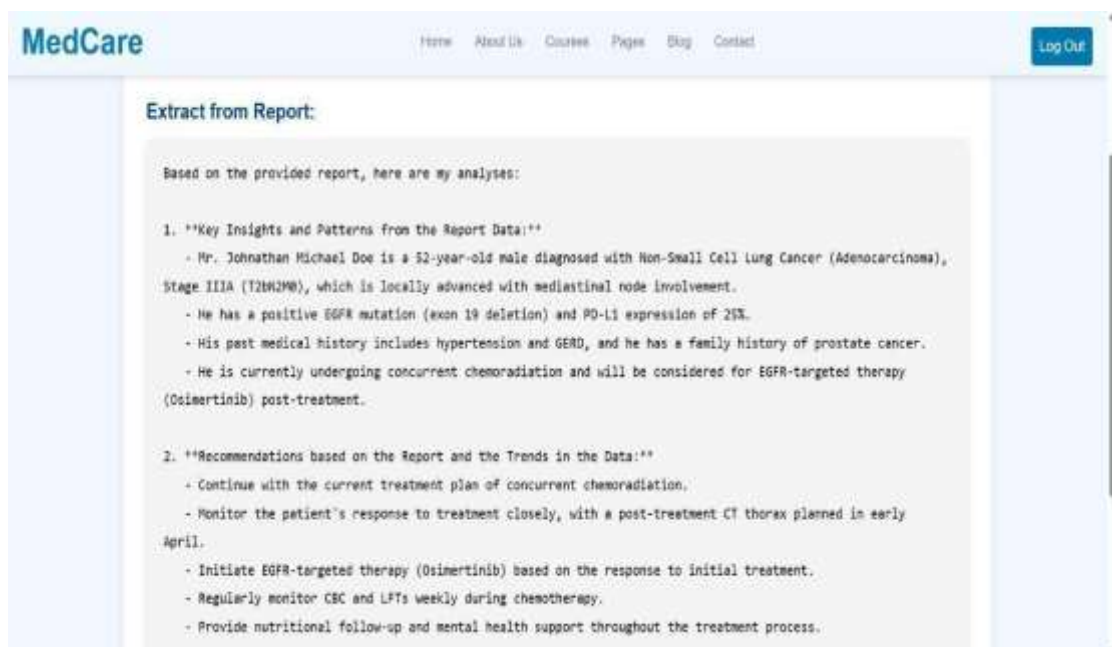 MedCare
Home About Us Courses Pages Blog Contact
Log Out
Extract from Report:
Based on the provided report, here are my analyses:
1. **Key Insights and Patterns from the Report Data:**
- Mr. Johnathan Michael Doe is a 52-year-old male diagnosed with Non-Small Cell Lung Cancer (Adenocarcinoma),
Stage IIIA (T2bN2M0), which is locally advanced with mediastinal node involvement.
- He has a positive EGFR mutation (exon 19 deletion) and PD-L1 expression of 25%.
- His past medical history includes hypertension and GERD, and he has a family history of prostate cancer.
- He is currently undergoing concurrent chemoradiation and will be considered for EGFR-targeted therapy
(Osimertinib) post-treatment.
2. **Recommendations based on the Report and the Trends in the Data:**
- Continue with the current treatment plan of concurrent chemoradiation.
- Monitor the patient's response to treatment closely, with a post-treatment CT thorax planned in early
April.
- Initiate EGFR-targeted therapy (Osimertinib) based on the response to initial treatment.
- Regularly monitor CBC and LFTs weekly during chemotherapy.
- Provide nutritional follow-up and mental health support throughout the treatment process.